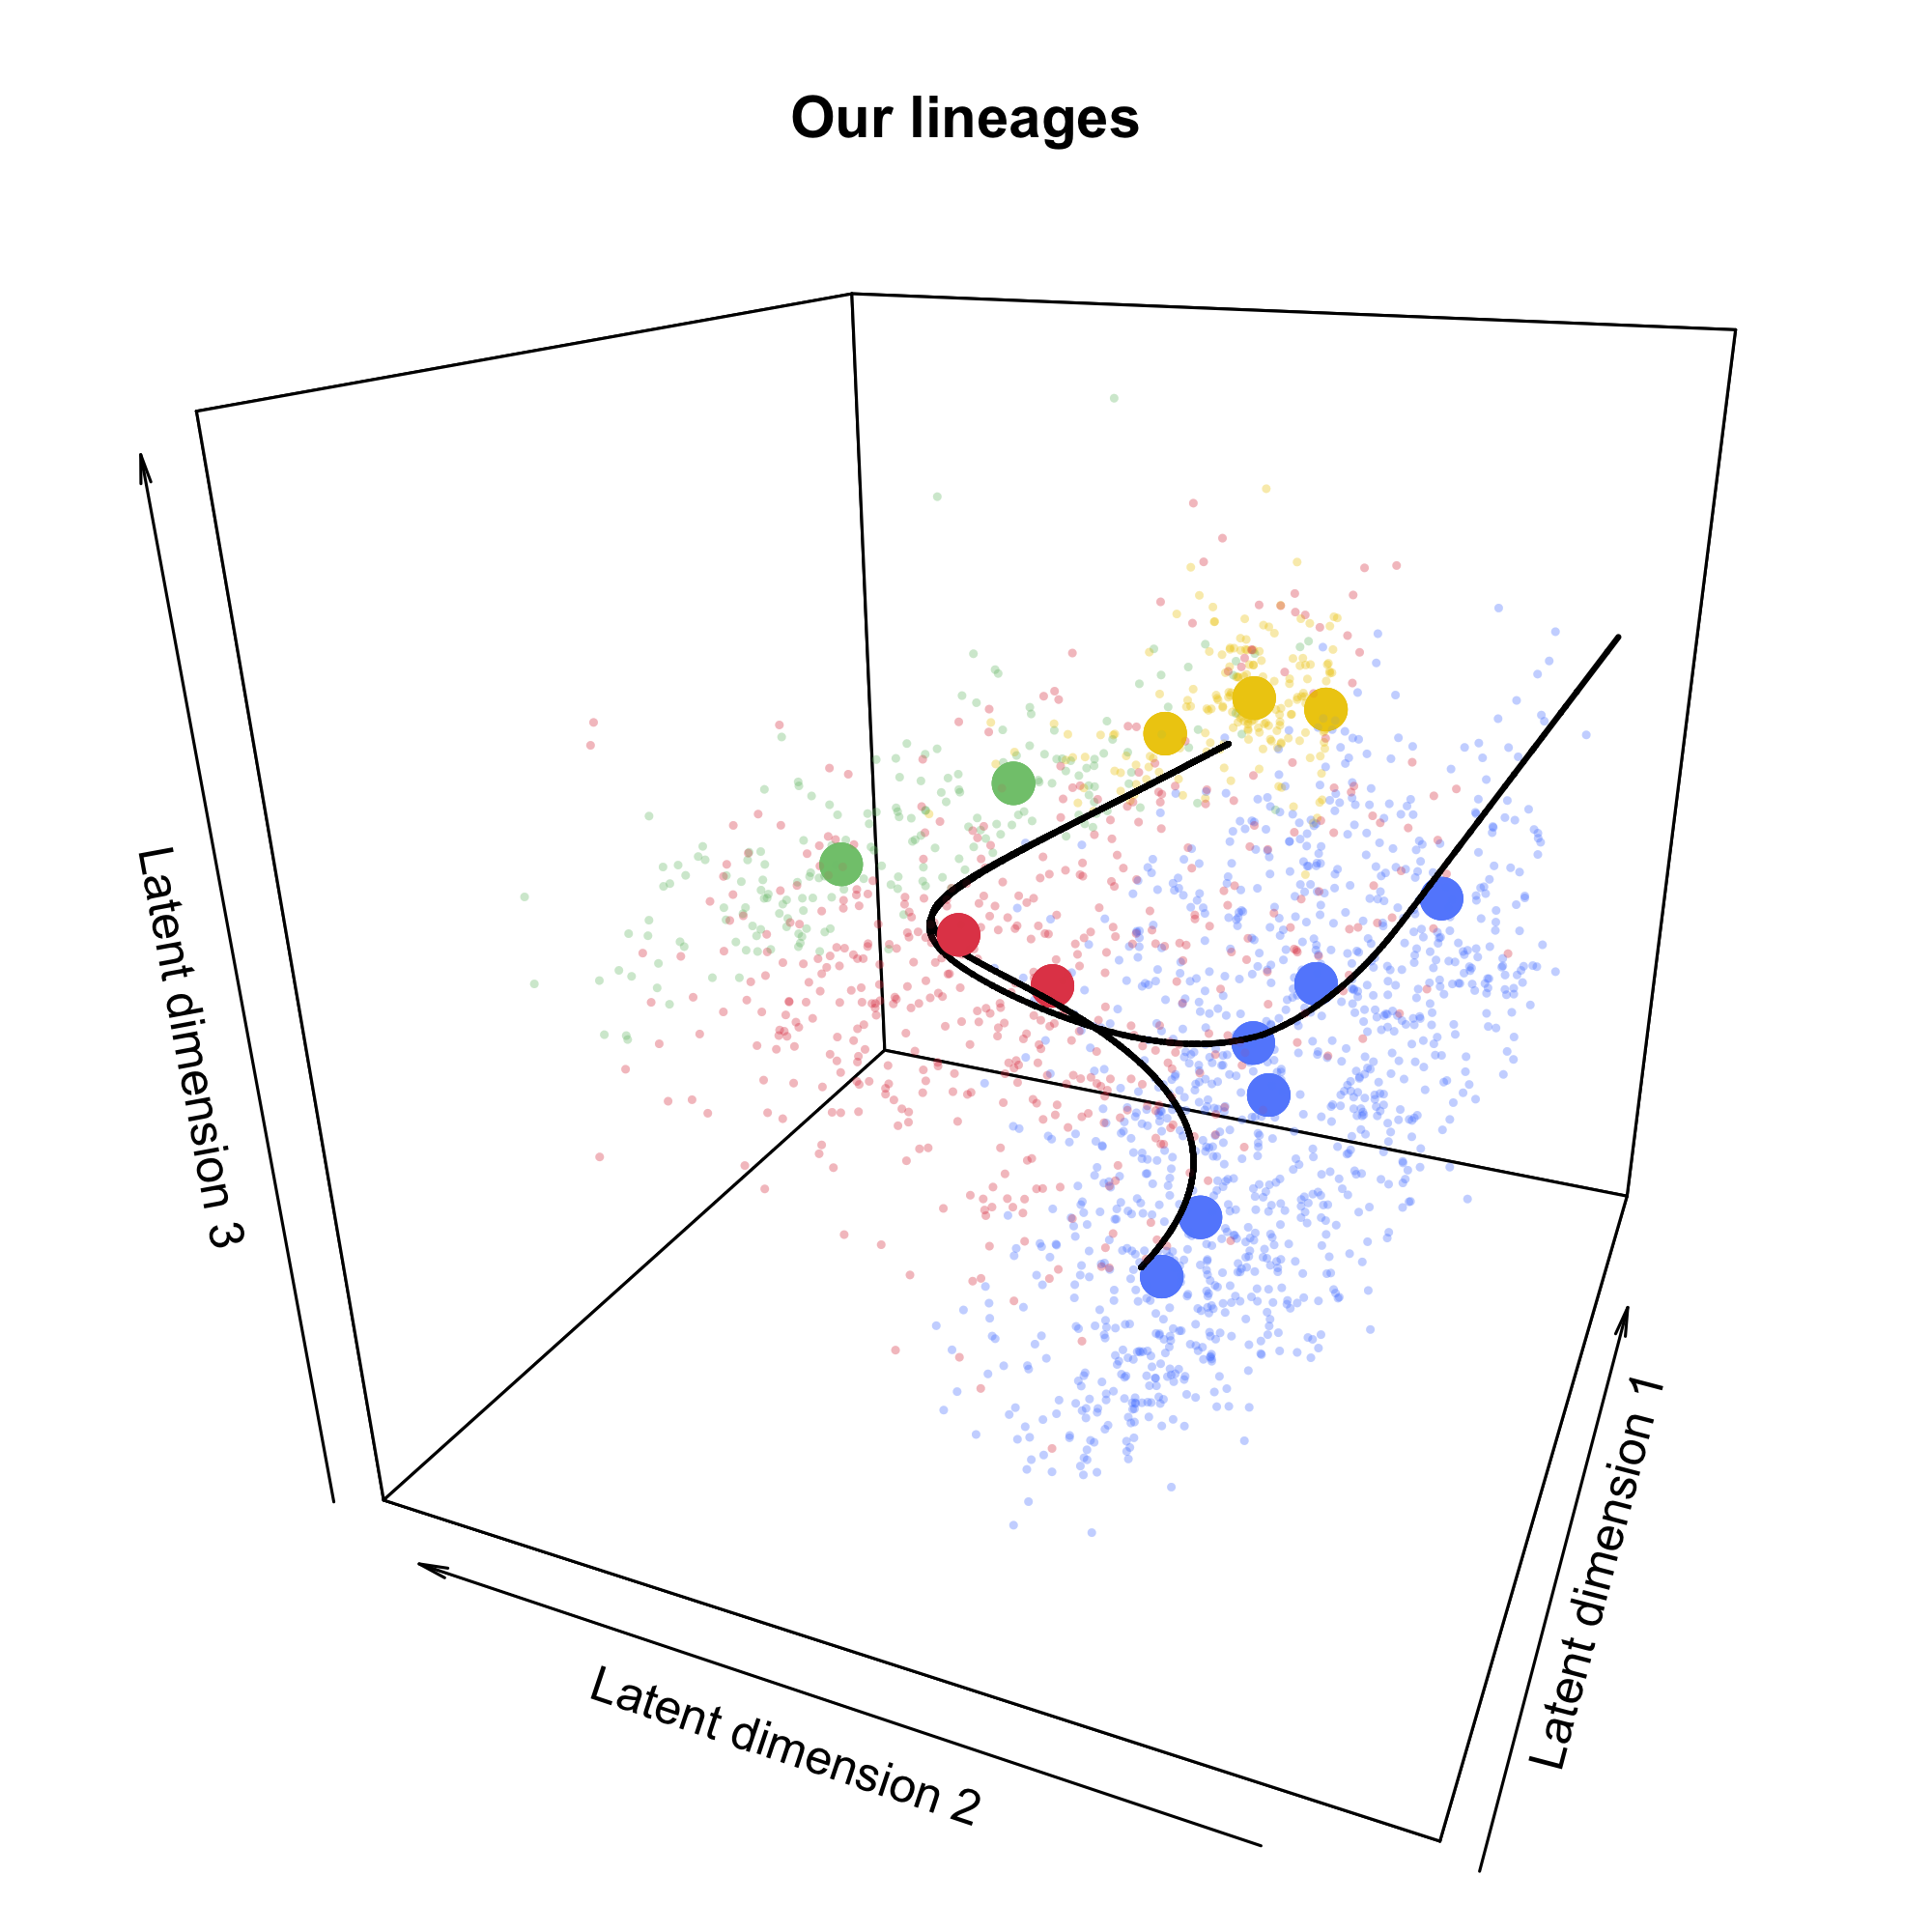 Our lineages
Latent dimension 3
Latent dimension 2
Latent dimension 1